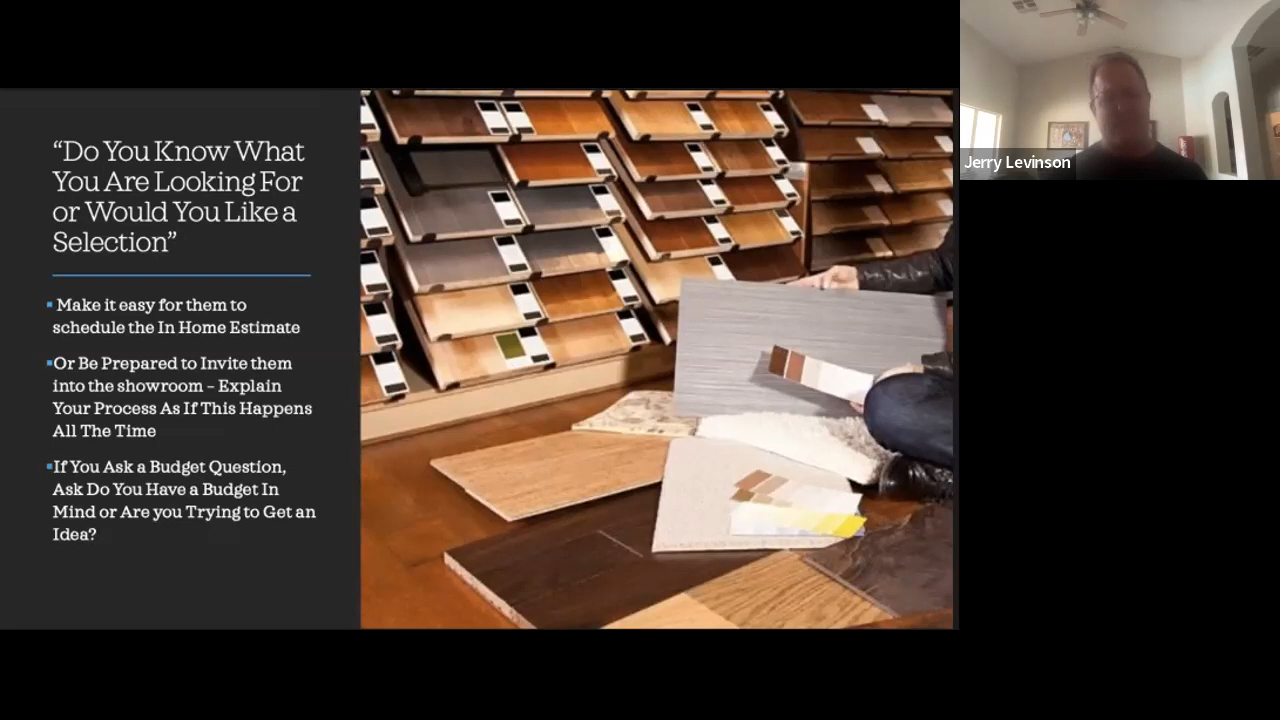 “Do You Know What
You Are Looking For
or Would You Like a
Selection”
▪ Make it easy for them to
schedule the In Home Estimate
▪Or Be Prepared to Invite them
into the showroom – Explain
Your Process As If This Happens
All The Time
▪If You Ask a Budget Question,
Ask Do You Have a Budget In
Mind or Are you Trying to Get an
Idea?
Jerry Levinson